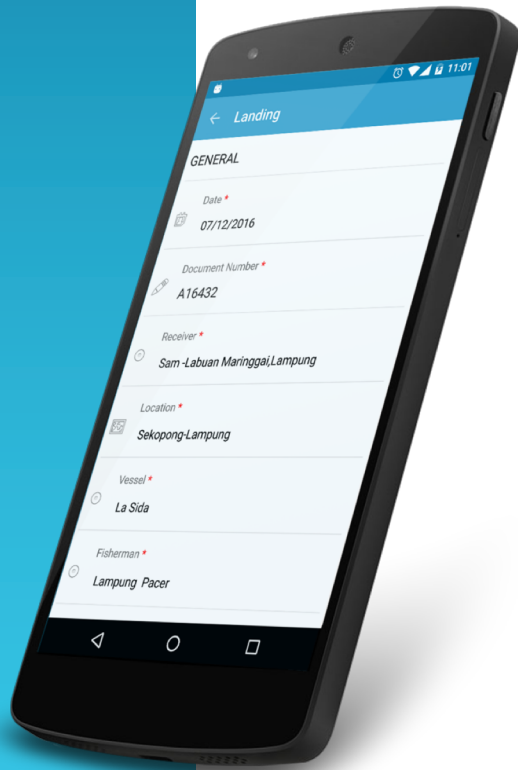 11:01
Landing
GENERAL
Date *
07/12/2016
Document Number *
A16432
Receiver *
Sam -Labuan Maringgai,Lampung
Location *
Sekopong-Lampung
Vessel *
La Sida
Fisherman *
Lampung Pacer